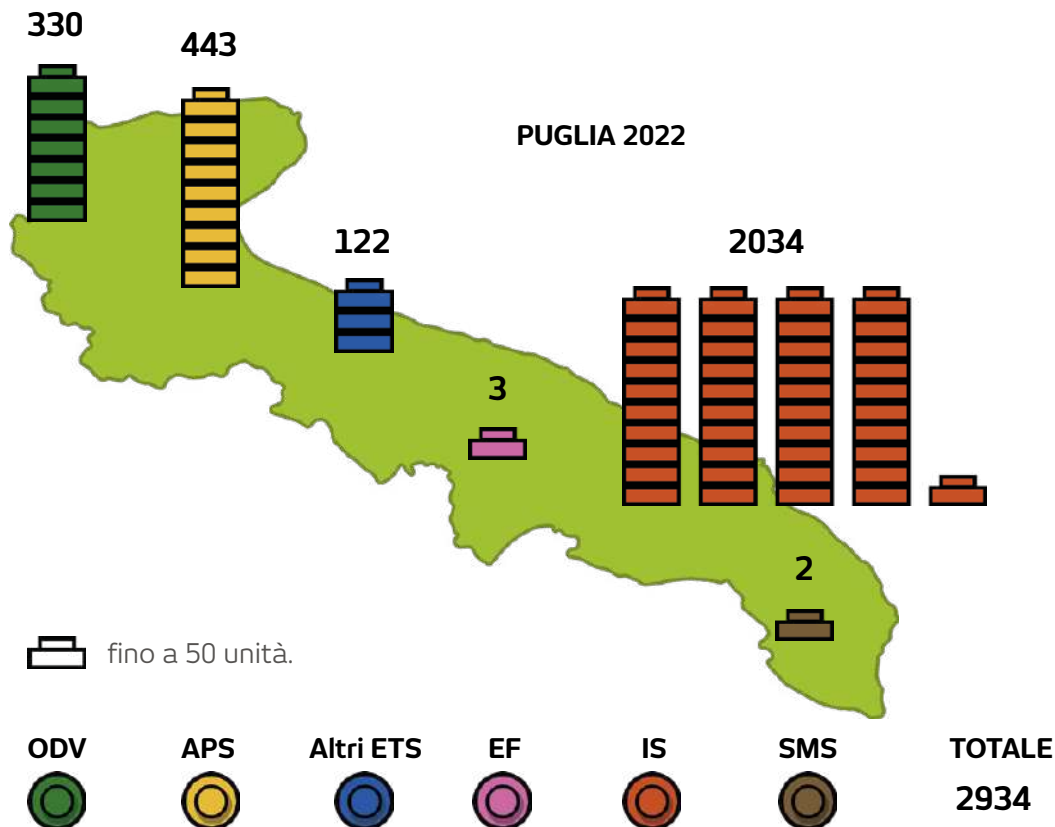 330
443
PUGLIA 2022
122
2034
3
2
fino a 50 unità.
ODV APS Altri ETS EF IS SMS TOTALE
2934